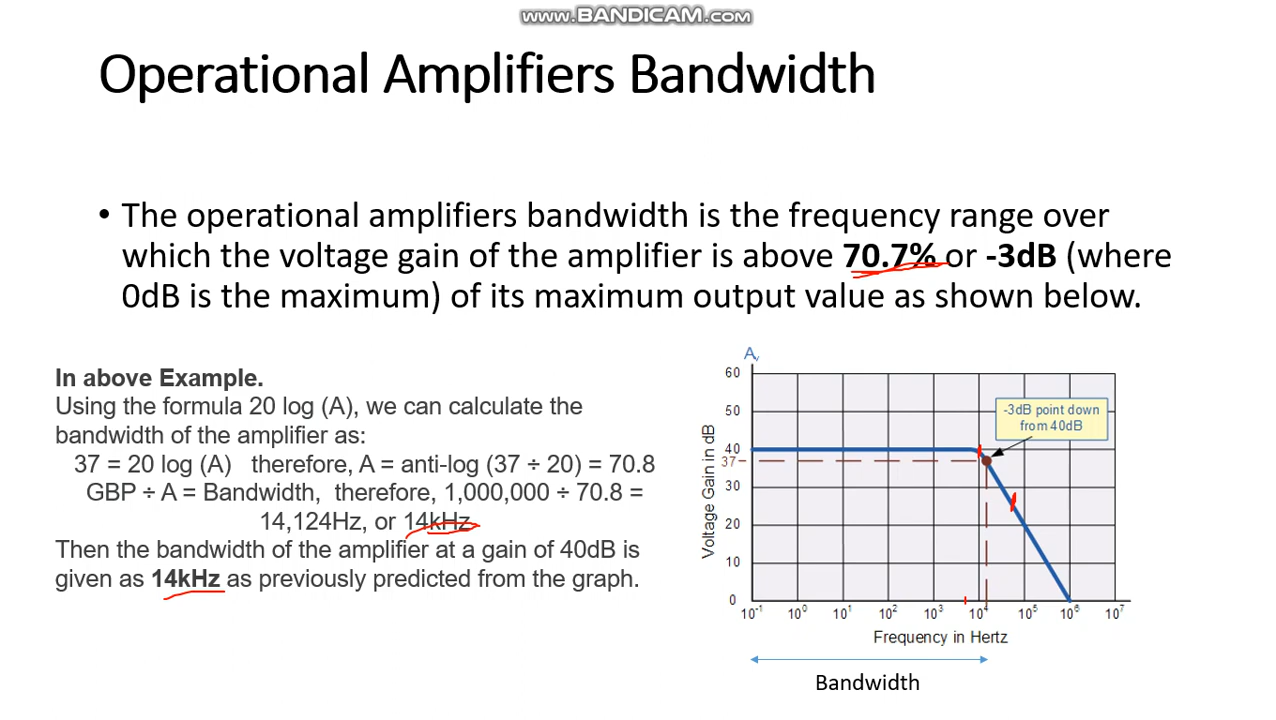 www.BANDICAM.com
Operational Amplifiers Bandwidth
• The operational amplifiers bandwidth is the frequency range over
which the voltage gain of the amplifier is above 70.7% or -3dB (where
0dB is the maximum) of its maximum output value as shown below.
In above Example.
Using the formula 20 log (A), we can calculate the
bandwidth of the amplifier as:
37 = 20 log (A)   therefore, A = anti-log (37 ÷ 20) = 70.8
GBP ÷ A = Bandwidth,  therefore, 1,000,000 ÷ 70.8 =
14,124Hz, or 14kHz
Then the bandwidth of the amplifier at a gain of 40dB is
given as 14kHz as previously predicted from the graph.
Av
60
50
40
37
30
20
10
0
Voltage Gain in dB
-3dB point down
from 40dB
10⁻¹ 10⁰ 10¹ 10² 10³ 10⁴ 10⁵ 10⁶ 10⁷
Frequency in Hertz
Bandwidth